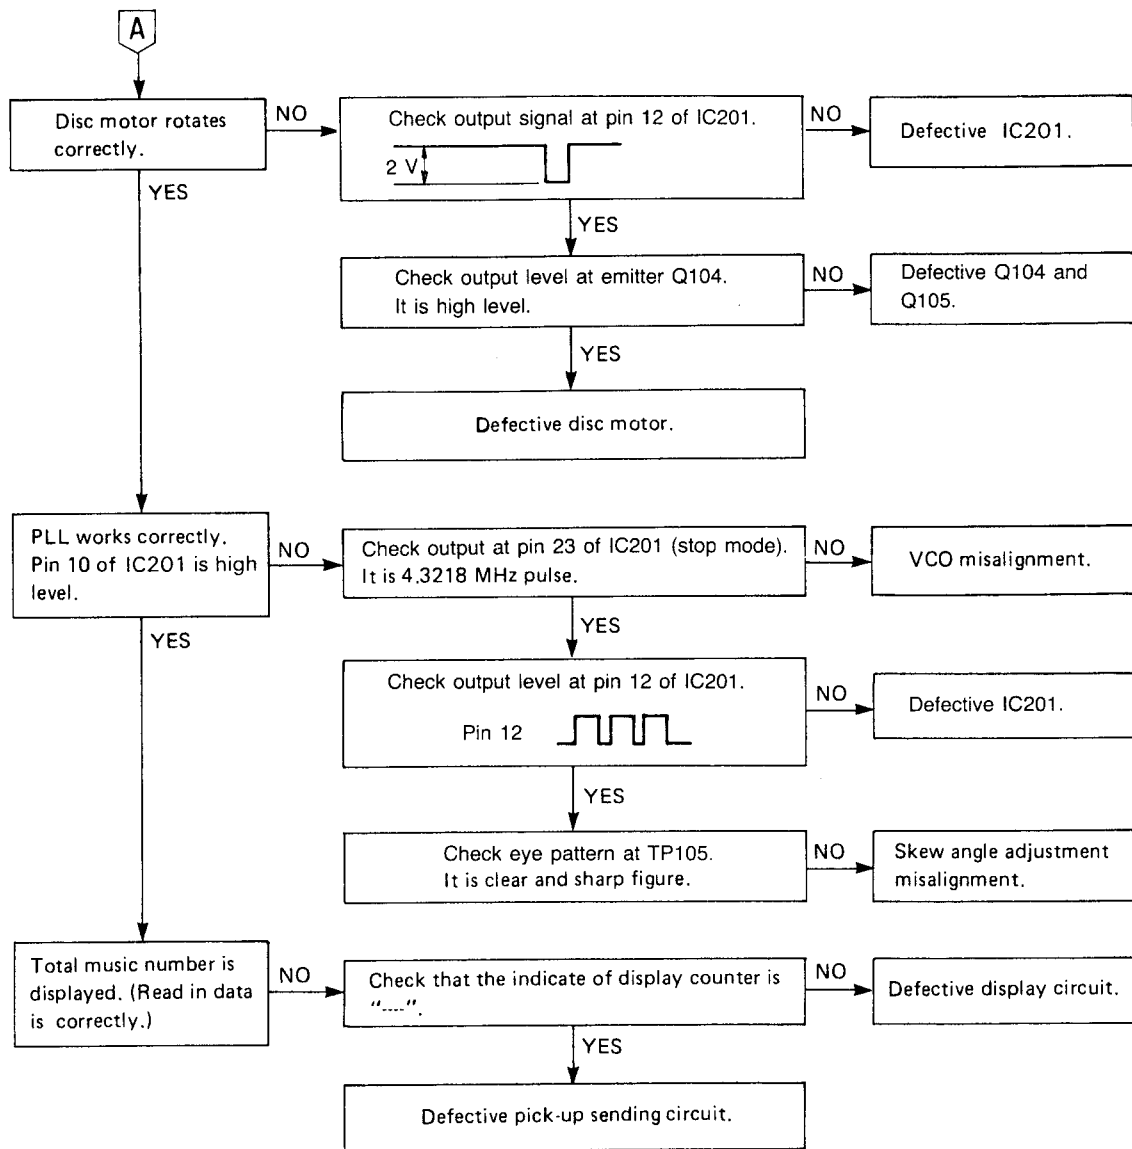 A
Disc motor rotates
correctly.
NO
Check output signal at pin 12 of IC201.
2 V
NO
Defective IC201.
YES
YES
Check output level at emitter Q104.
It is high level.
NO
Defective Q104 and
Q105.
YES
Defective disc motor.
PLL works correctly.
Pin 10 of IC201 is high
level.
NO
Check output at pin 23 of IC201 (stop mode).
It is 4.3218 MHz pulse.
NO
VCO misalignment.
YES
YES
Check output level at pin 12 of IC201.
Pin 12
NO
Defective IC201.
YES
Check eye pattern at TP105.
It is clear and sharp figure.
NO
Skew angle adjustment
misalignment.
Total music number is
displayed. (Read in data
is correctly.)
NO
Check that the indicate of display counter is
"----".
NO
Defective display circuit.
YES
Defective pick-up sending circuit.